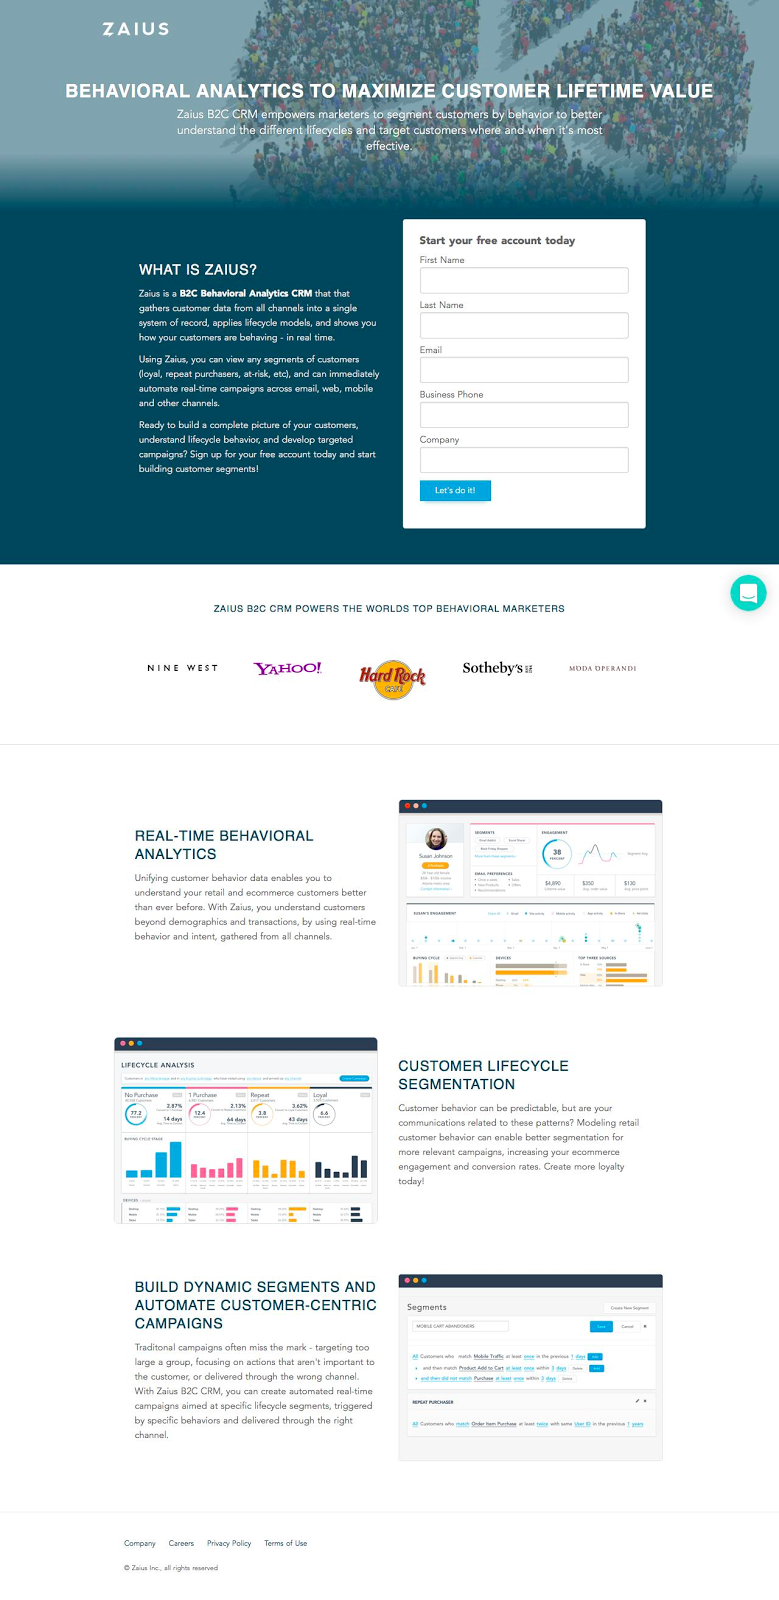 ZAIUS
BEHAVIORAL ANALYTICS TO MAXIMIZE CUSTOMER LIFETIME VALUE
Zaius B2C CRM empowers marketers to segment customers by behavior to better
understand the different lifecycles and target customers where and when it's most
effective.
WHAT IS ZAIUS?
Zaius is a B2C Behavioral Analytics CRM that that
gathers customer data from all channels into a single
system of record, applies lifecycle models, and shows you
how your customers are behaving - in real time.
Using Zaius, you can view any segments of customers
(loyal, repeat purchasers, at-risk, etc), and can immediately
automate real-time campaigns across email, web, mobile
and other channels.
Ready to build a complete picture of your customers,
understand lifecycle behavior, and develop targeted
campaigns? Sign up for your free account today and start
building customer segments!
Start your free account today
First Name
Last Name
Email
Business Phone
Company
Let's do it!
ZAIUS B2C CRM POWERS THE WORLDS TOP BEHAVIORAL MARKETERS
NINE WEST
YAHOO!
Hard Rock
CAFE
Sotheby's
MODA OPERANDI
REAL-TIME BEHAVIORAL
ANALYTICS
Unifying customer behavior data enables you to
understand your retail and ecommerce customers better
than ever before. With Zaius, you understand customers
beyond demographics and transactions, by using real-time
behavior and intent, gathered from all channels.
Susan Johnson
SEGMENTS
EMAIL PREFERENCES
ENGAGEMENT
38
PERCENT
$4,890
$350
$130
SUSAN'S ENGAGEMENT
BUYING CYCLE
DEVICES
TOP THREE SOURCES
LIFECYCLE ANALYSIS
No Purchase
77.2
2.87%
14 days
1 Purchase
12.4
2.13%
64 days
Repeat
3.8
3.62%
43 days
Loyal
6.6
BUYING CYCLE STAGE
DEVICES
CUSTOMER LIFECYCLE
SEGMENTATION
Customer behavior can be predictable, but are your
communications related to these patterns? Modeling retail
customer behavior can enable better segmentation for
more relevant campaigns, increasing your ecommerce
engagement and conversion rates. Create more loyalty
today!
BUILD DYNAMIC SEGMENTS AND
AUTOMATE CUSTOMER-CENTRIC
CAMPAIGNS
Traditonal campaigns often miss the mark - targeting too
large a group, focusing on actions that aren't important to
the customer, or delivered through the wrong channel.
With Zaius B2C CRM, you can create automated real-time
campaigns aimed at specific lifecycle segments, triggered
by specific behaviors and delivered through the right
channel.
Segments
Create New Segment
MOBILE CART ABANDONERS
Save
Cancel
All Customers who match Mobile Traffic at least once in the previous 1 days Add
and then match Product Add to Cart at least once within 3 days Delete Add
and then did not match Purchase at least once within 3 days Delete
REPEAT PURCHASER
All Customers who match Order Item Purchase at least twice with same User ID in the previous 1 years
Company Careers Privacy Policy Terms of Use
© Zaius Inc., all rights reserved